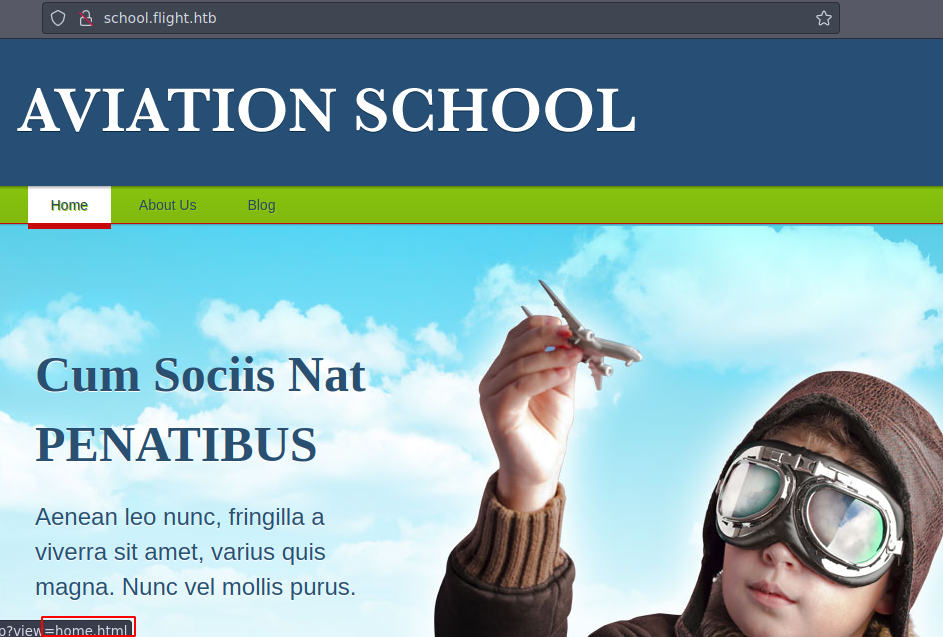 school.flight.htb
AVIATION SCHOOL
Home About Us Blog
Cum Sociis Nat
PENATIBUS
Aenean leo nunc, fringilla a
viverra sit amet, varius quis
magna. Nunc vel mollis purus.
p?view=home.html